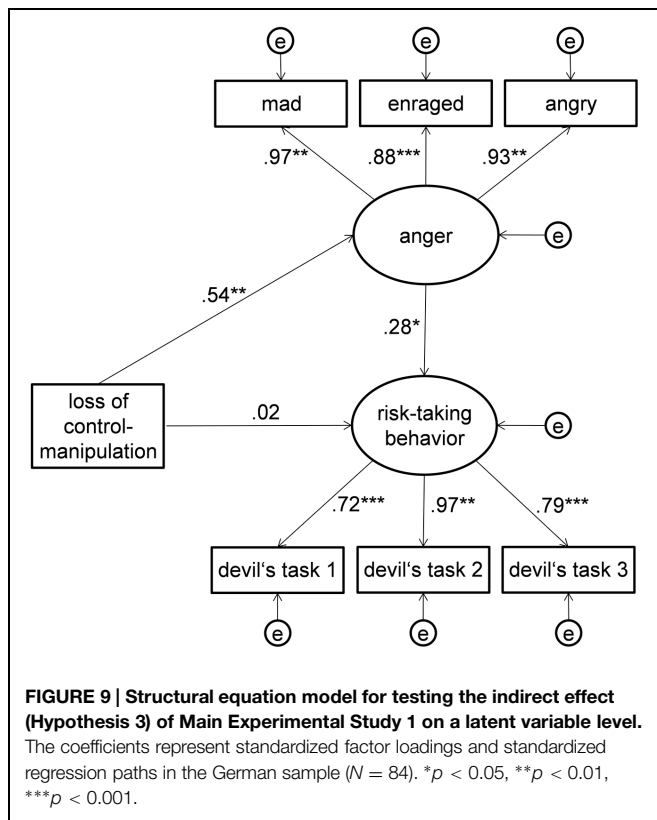 e e e
mad enraged angry
.97** .88*** .93**
anger e
.54**
.28*
loss of
control-
manipulation
.02
risk-taking
behavior
e
.72*** .97** .79***
devil‘s task 1 devil‘s task 2 devil‘s task 3
e e e
FIGURE 9 | Structural equation model for testing the indirect effect
(Hypothesis 3) of Main Experimental Study 1 on a latent variable level.
The coefficients represent standardized factor loadings and standardized
regression paths in the German sample (N = 84). *p < 0.05, **p < 0.01,
***p < 0.001.